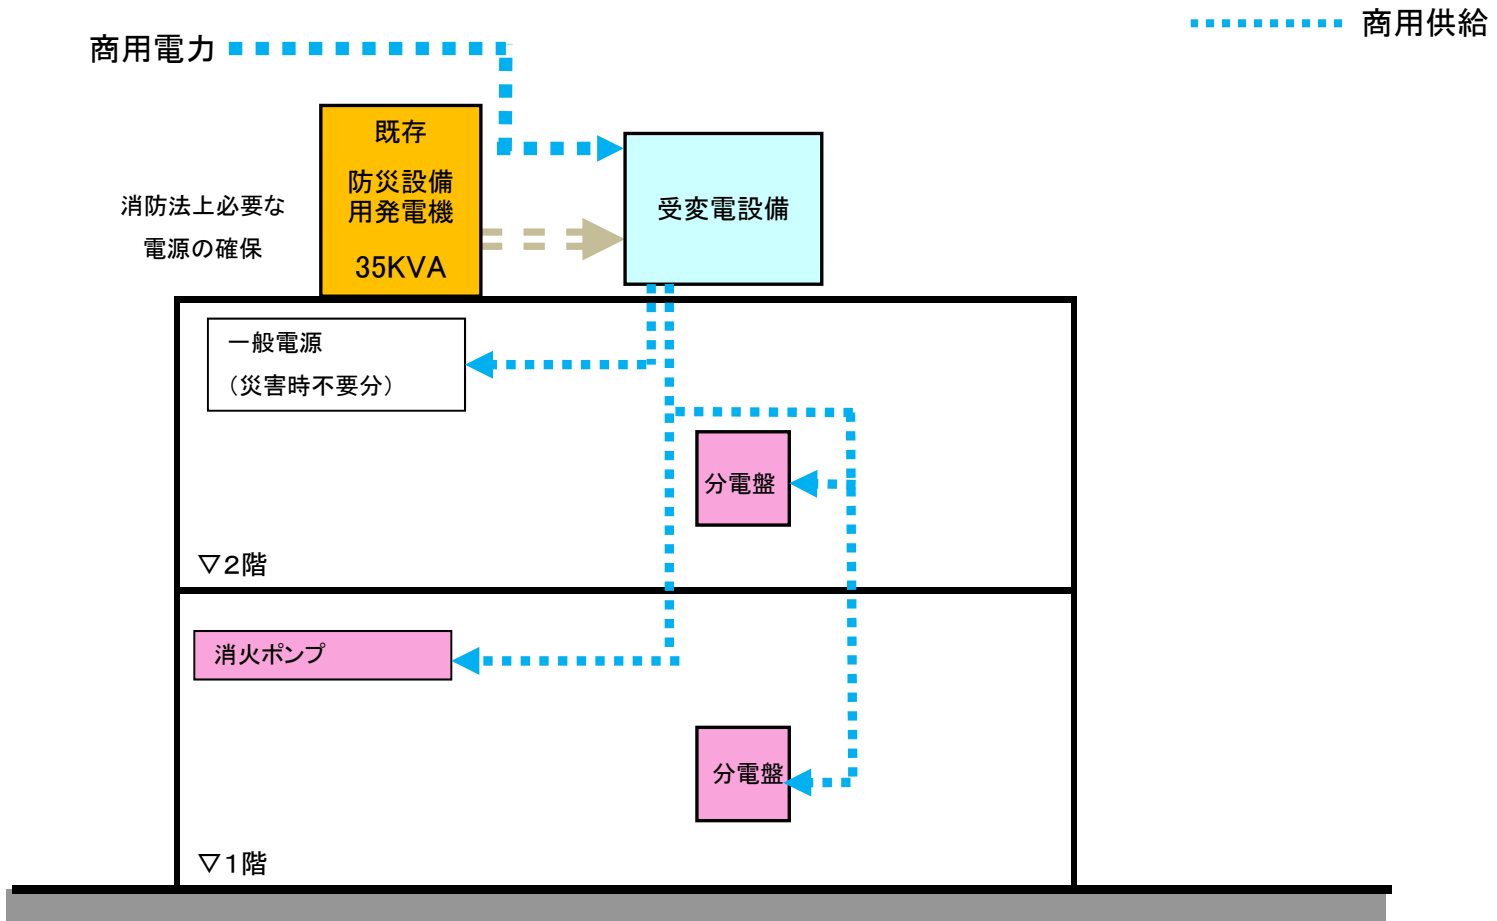 商用供給
商用電力
既存
防災設備
用発電機
35KVA
消防法上必要な
電源の確保
受変電設備
一般電源
（災害時不要分）
分電盤
▽２階
消火ポンプ
分電盤
▽１階